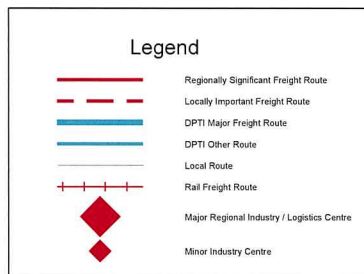 Legend
Regionally Significant Freight Route
Locally Important Freight Route
DPTI Major Freight Route
DPTI Other Route
Local Route
Rail Freight Route
Major Regional Industry / Logistics Centre
Minor Industry Centre